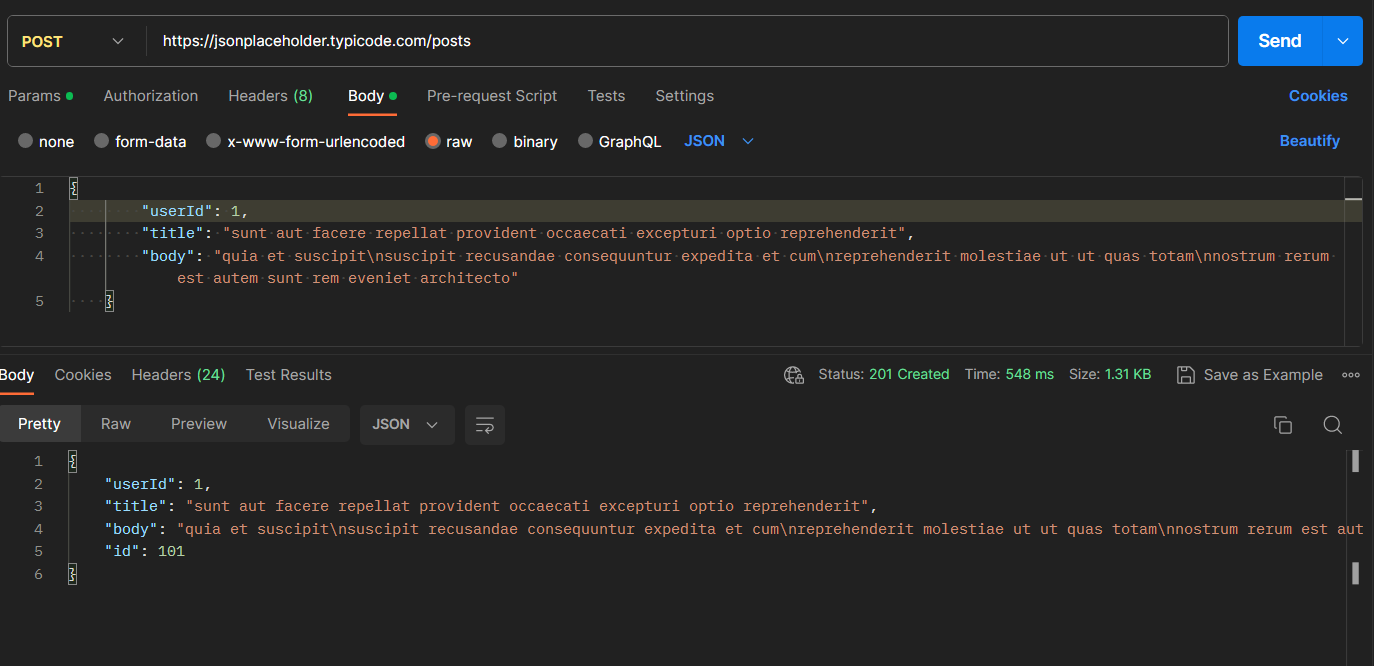 POST https://jsonplaceholder.typicode.com/posts Send
Params Authorization Headers (8) Body Pre-request Script Tests Settings Cookies
none form-data x-www-form-urlencoded raw binary GraphQL JSON Beautify
1 {
2 "userId": 1,
3 "title": "sunt aut facere repellat provident occaecati excepturi optio reprehenderit",
4 "body": "quia et suscipit\nsuscipit recusandae consequuntur expedita et cum\nreprehenderit molestiae ut ut quas totam\nnostrum rerum
est autem sunt rem eveniet architecto"
5 }
Body Cookies Headers (24) Test Results Status: 201 Created Time: 548 ms Size: 1.31 KB Save as Example
Pretty Raw Preview Visualize JSON
1 {
2 "userId": 1,
3 "title": "sunt aut facere repellat provident occaecati excepturi optio reprehenderit",
4 "body": "quia et suscipit\nsuscipit recusandae consequuntur expedita et cum\nreprehenderit molestiae ut ut quas totam\nnostrum rerum est aut
5 "id": 101
6 }